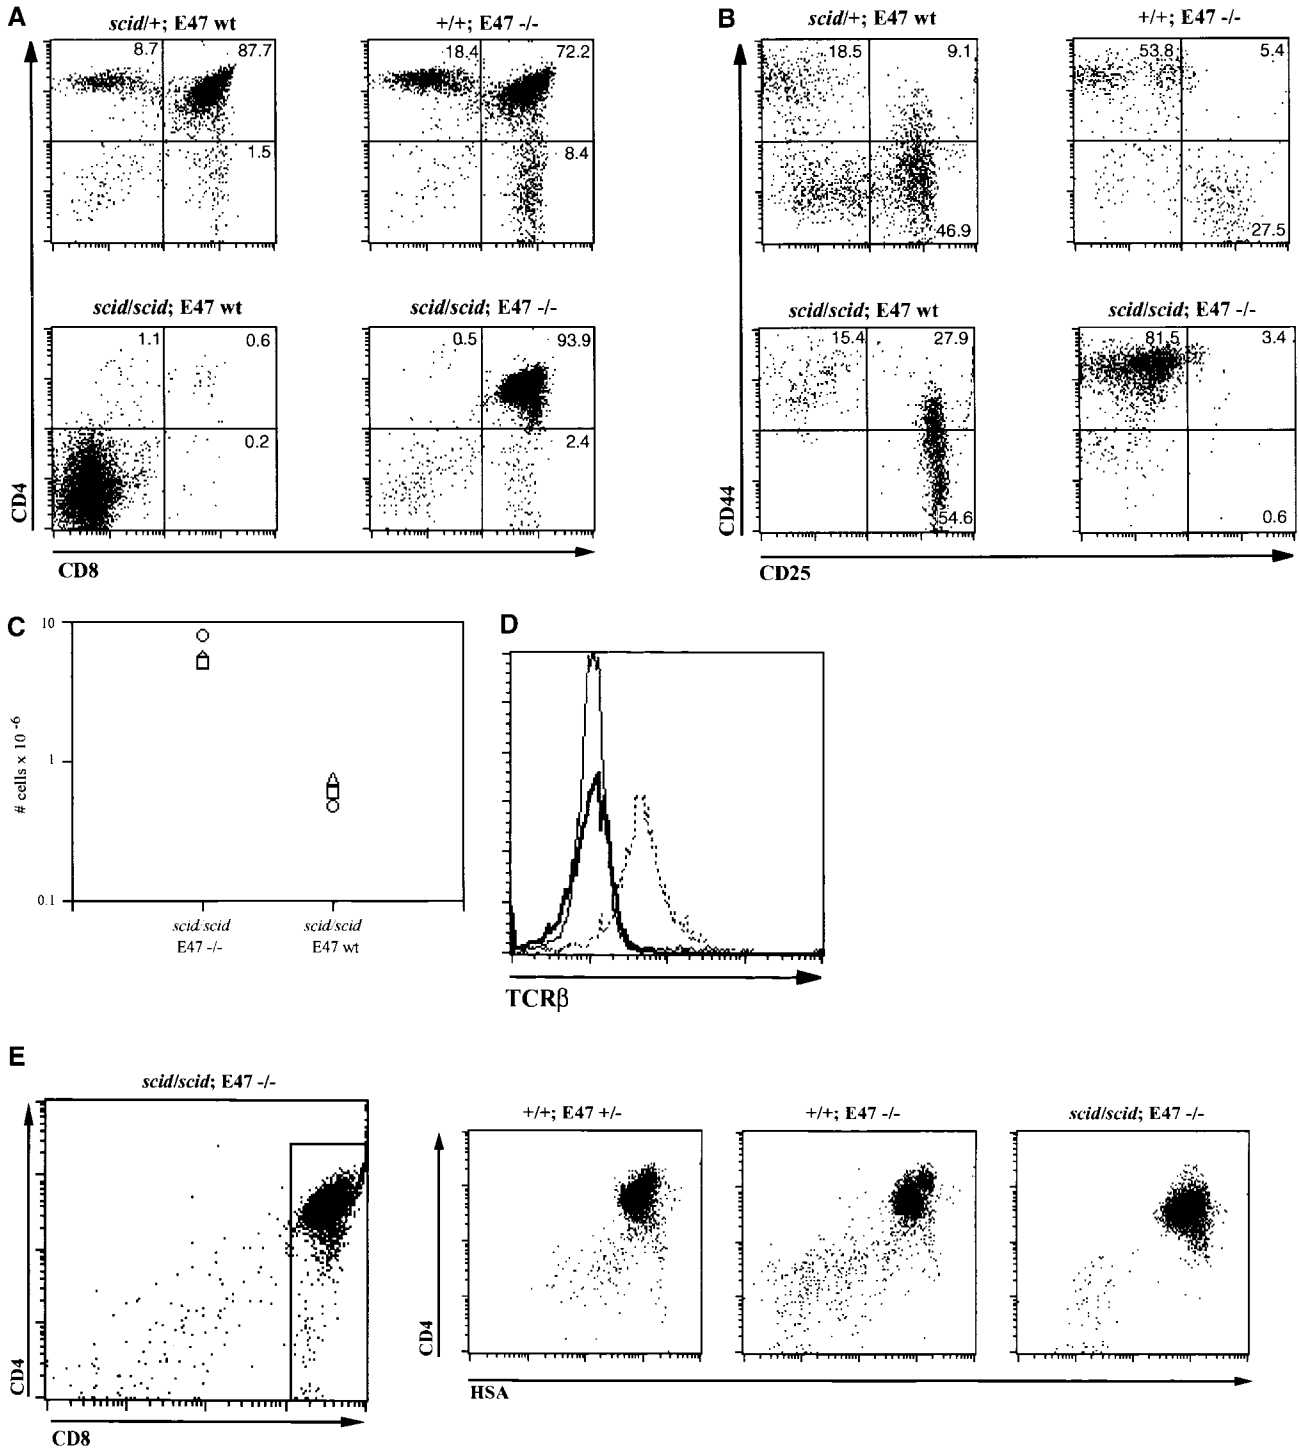 A
scid/+; E47 wt
+/+; E47 -/-
8.7
87.7
1.5
18.4
72.2
8.4
scid/scid; E47 wt
scid/scid; E47 -/-
1.1
0.6
0.2
0.5
93.9
2.4
CD4
CD8
B
scid/+; E47 wt
+/+; E47 -/-
18.5
9.1
46.9
53.8
5.4
27.5
scid/scid; E47 wt
scid/scid; E47 -/-
15.4
27.9
54.6
81.5
3.4
0.6
CD44
CD25
C
10
1
0.1
# cells x 10 -6
scid/scid
E47 -/-
scid/scid
E47 wt
D
TCRβ
E
scid/scid; E47 -/-
CD4
CD8
+/+; E47 +/-
+/+; E47 -/-
scid/scid; E47 -/-
CD4
HSA